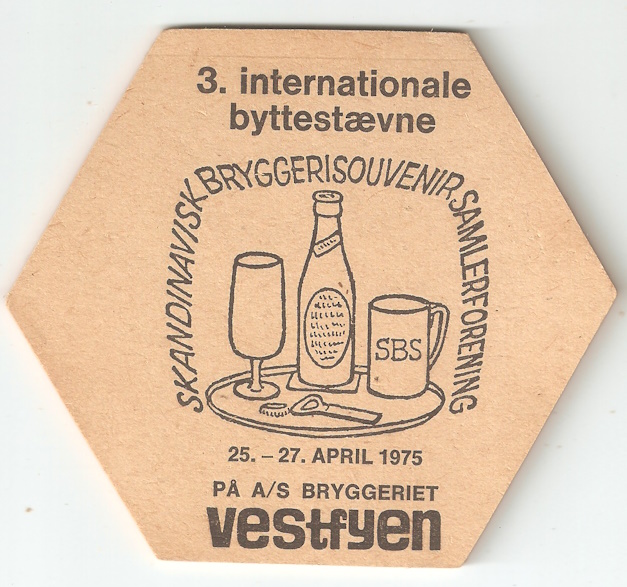 3. internationale
byttestævne
SKANDINAVISK BRYGGERISOUVENIR SAMLERFORENING
SBS
25. – 27. APRIL 1975
PÅ A/S BRYGGERIET
vestfyen